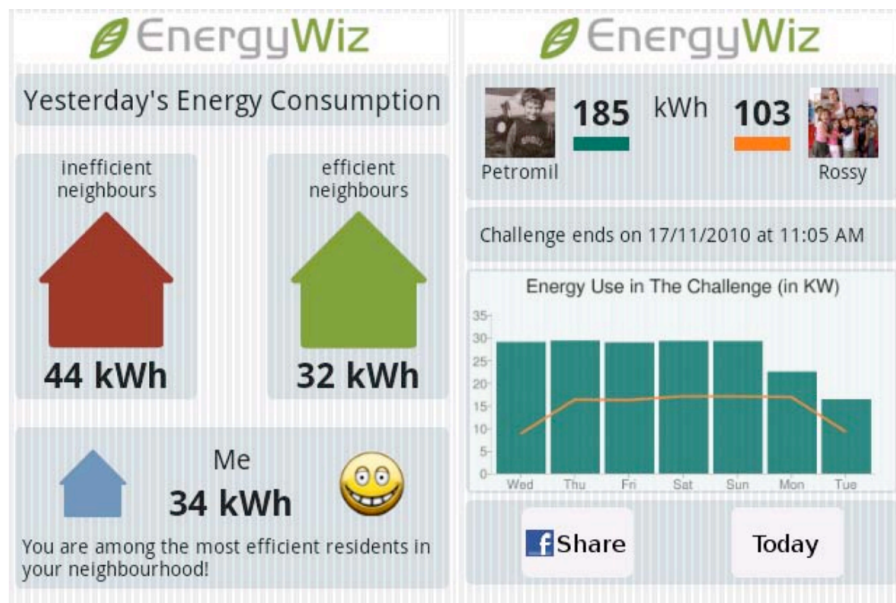 EnergyWiz
Yesterday's Energy Consumption
inefficient
neighbours
efficient
neighbours
44 kWh
32 kWh
Me
34 kWh
You are among the most efficient residents in
your neighbourhood!
EnergyWiz
185 kWh 103
Petromil
Rossy
Challenge ends on 17/11/2010 at 11:05 AM
Energy Use in The Challenge (in KW)
35
30
25
20
15
10
5
0
Wed Thu Fri Sat Sun Mon Tue
f Share
Today